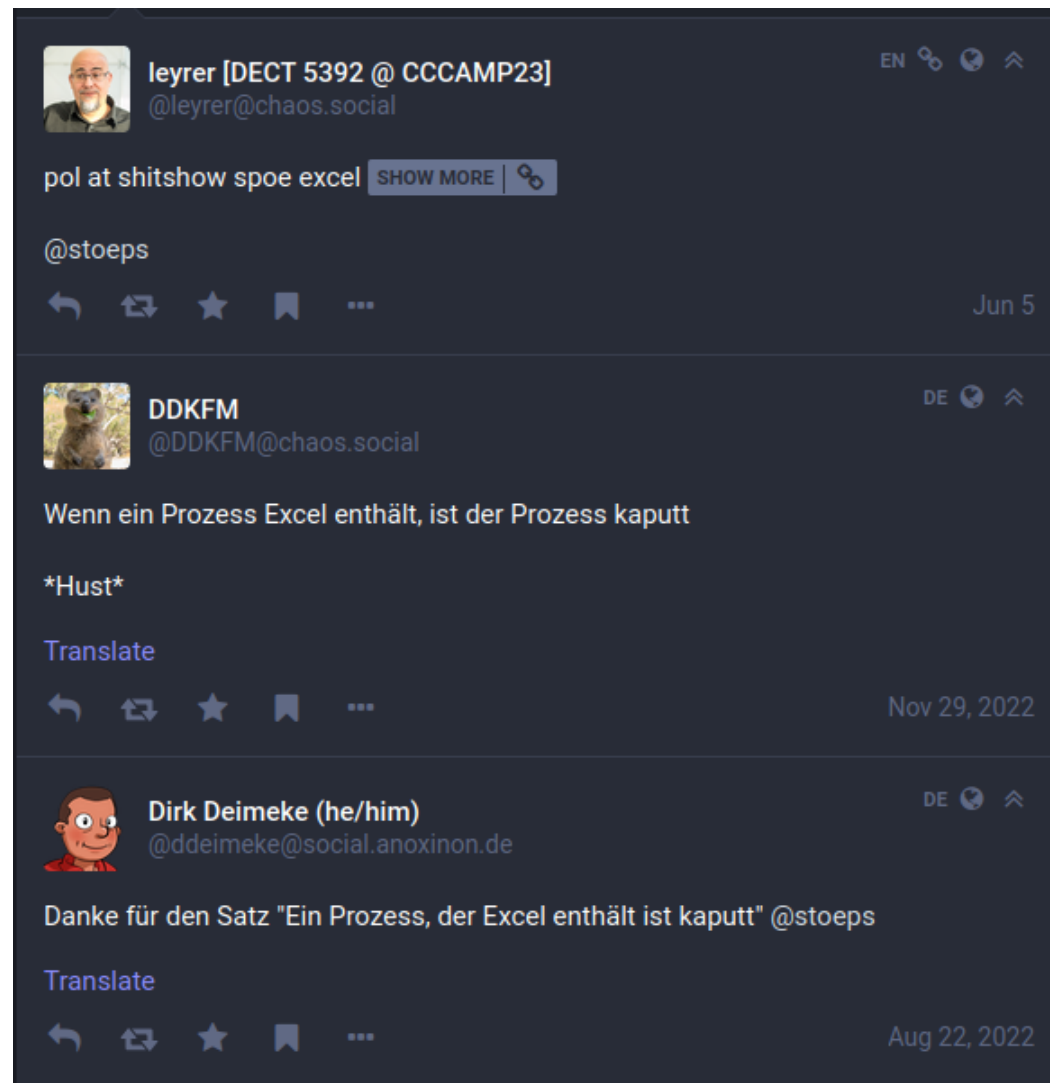 leyrer [DECT 5392 @ CCCAMP23]
EN
@leyrer@chaos.social
pol at shitshow spoe excel SHOW MORE
@stoeps
Jun 5
DDKFM
DE
@DDKFM@chaos.social
Wenn ein Prozess Excel enthält, ist der Prozess kaputt
*Hust*
Translate
Nov 29, 2022
Dirk Deimeke (he/him)
DE
@ddeimeke@social.anoxinon.de
Danke für den Satz "Ein Prozess, der Excel enthält ist kaputt" @stoeps
Translate
Aug 22, 2022